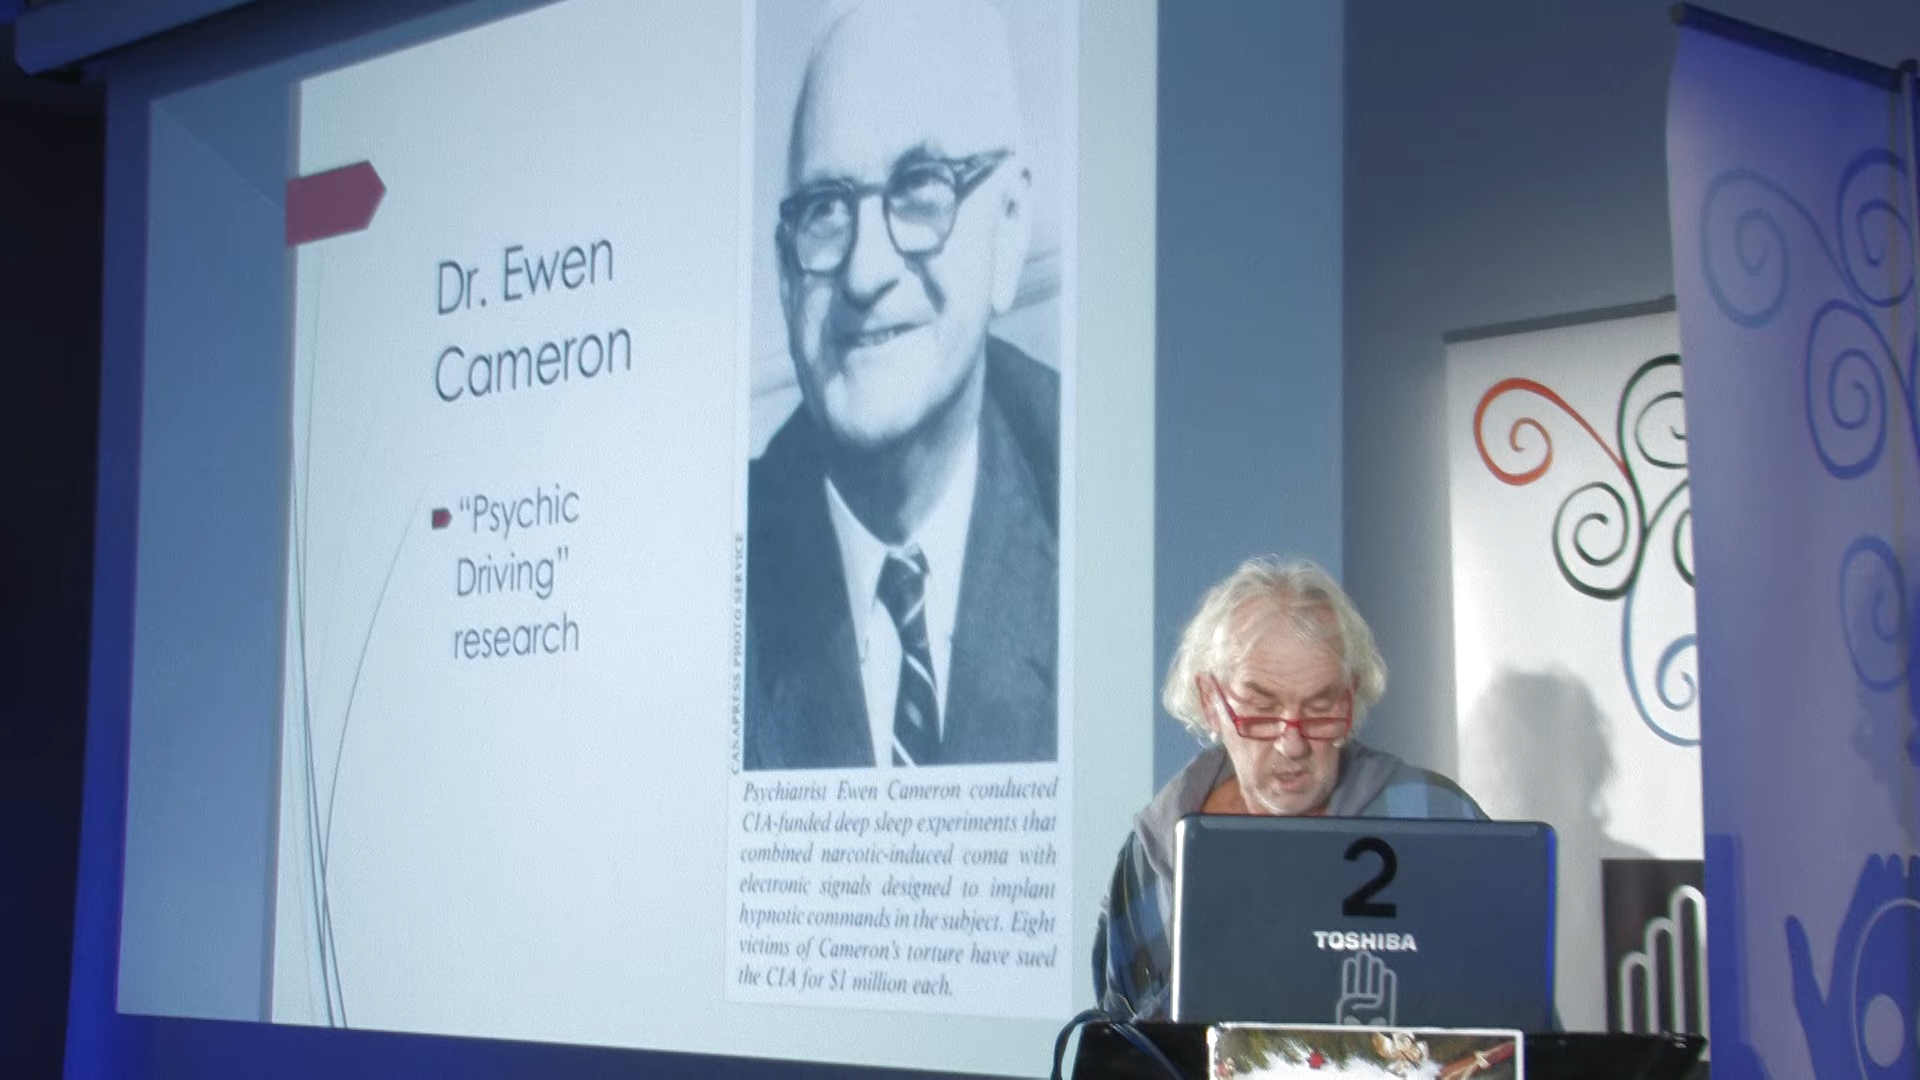 Dr. Ewen
Cameron
“Psychic
Driving”
research
CANAPRESS PHOTO SERVICE
Psychiatrist Ewen Cameron conducted
CIA-funded deep sleep experiments that
combined narcotic-induced coma with
electronic signals designed to implant
hypnotic commands in the subject. Eight
victims of Cameron's torture have sued
the CIA for $1 million each.
2
TOSHIBA